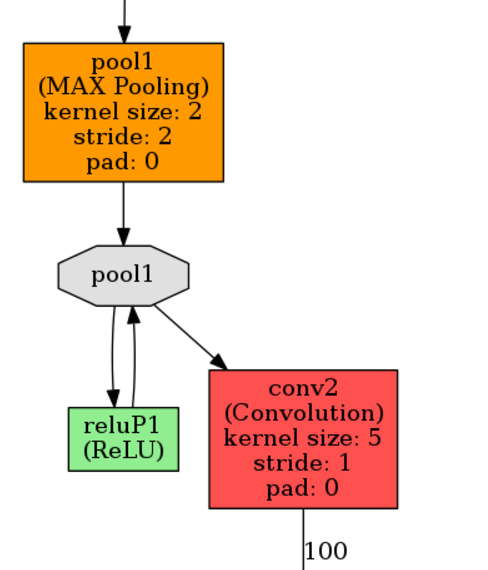 pool1
(MAX Pooling)
kernel size: 2
stride: 2
pad: 0
pool1
reluP1
(ReLU)
conv2
(Convolution)
kernel size: 5
stride: 1
pad: 0
100